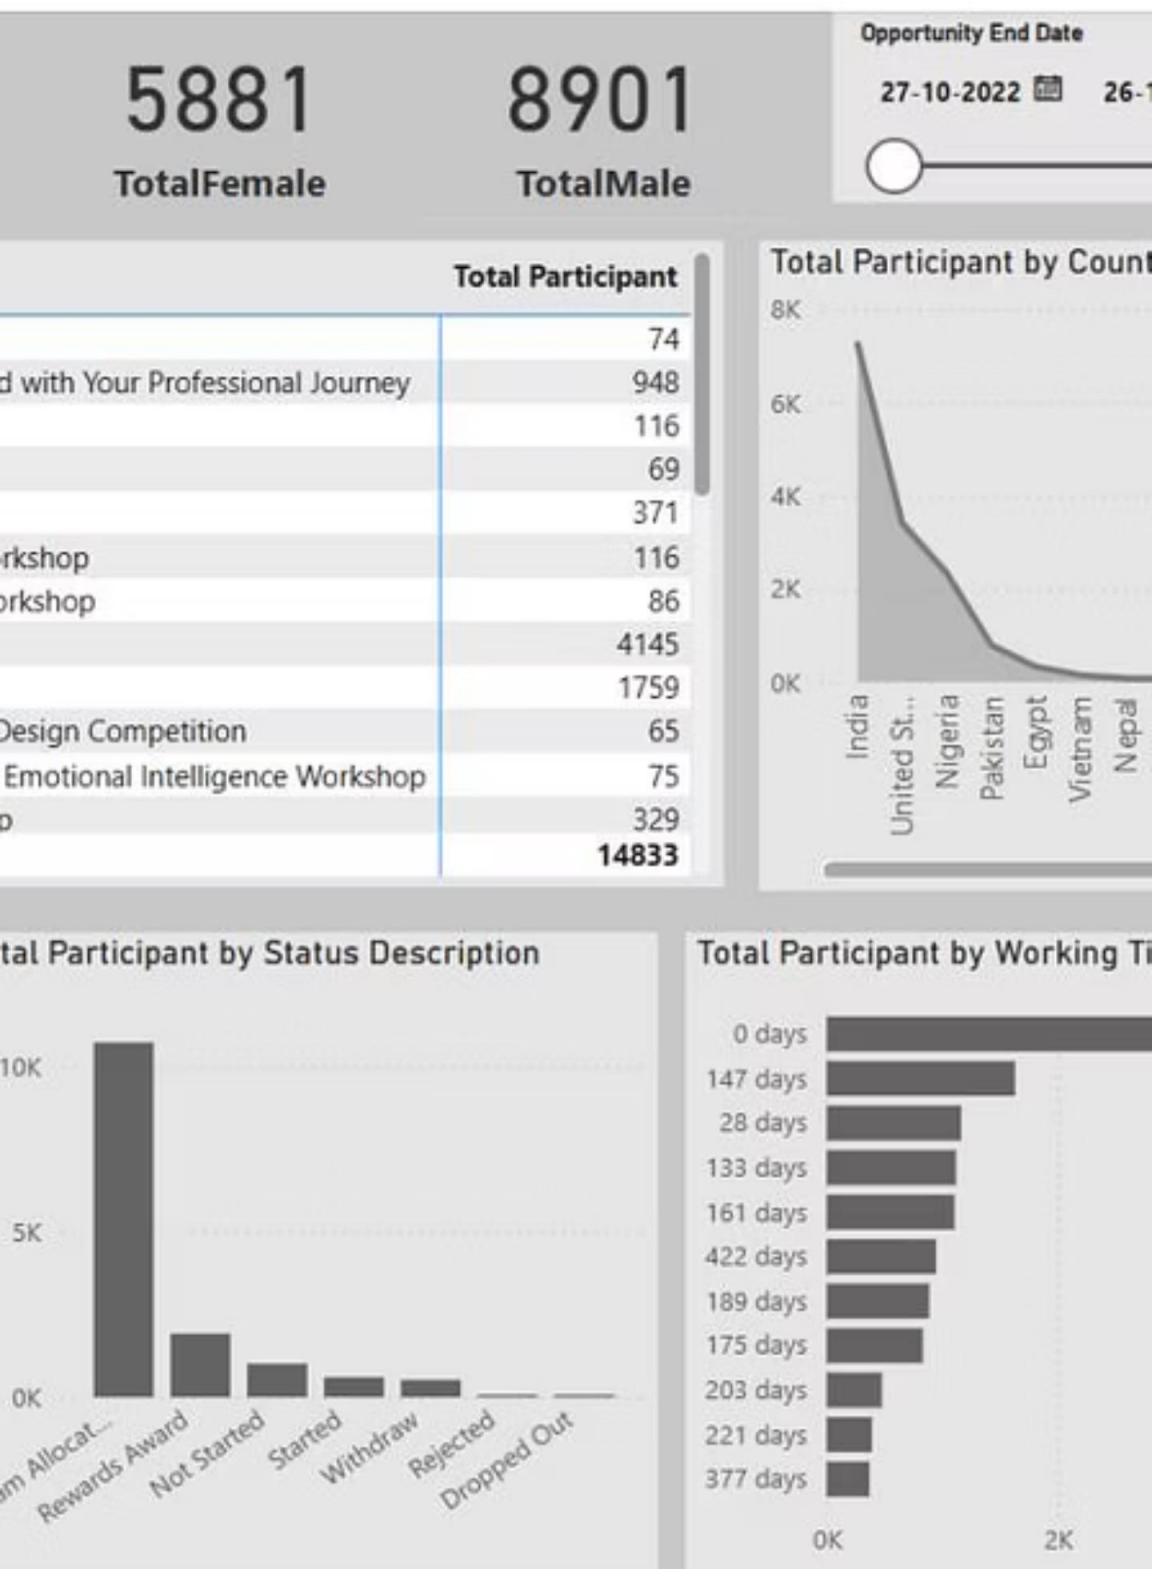 Opportunity End Date
5881
8901
27-10-2022
26-1
TotalFemale
TotalMale
Total Participant
74
d with Your Professional Journey 948
116
69
371
rkshop 116
orkshop 86
4145
1759
Design Competition 65
Emotional Intelligence Workshop 75
p 329
14833
Total Participant by Count
8K
6K
4K
2K
0K
India
United St...
Nigeria
Pakistan
Egypt
Vietnam
Nepal
tal Participant by Status Description
10K
5K
0K
am Allocat...
Rewards Award
Not Started
Started
Withdraw
Rejected
Dropped Out
Total Participant by Working Ti
0 days
147 days
28 days
133 days
161 days
422 days
189 days
175 days
203 days
221 days
377 days
0K
2K